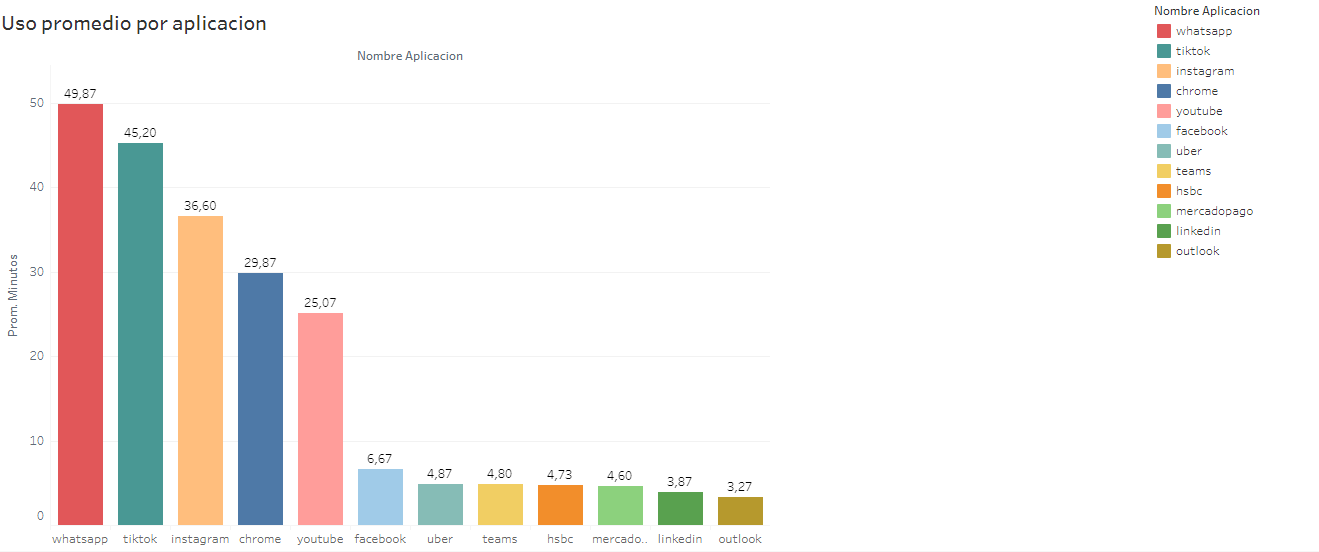 Uso promedio por aplicacion
Nombre Aplicacion
Prom. Minutos
50
40
30
20
10
0
49,87
45,20
36,60
29,87
25,07
6,67
4,87
4,80
4,73
4,60
3,87
3,27
whatsapp
tiktok
instagram
chrome
youtube
facebook
uber
teams
hsbc
mercado..
linkedin
outlook
Nombre Aplicacion
whatsapp
tiktok
instagram
chrome
youtube
facebook
uber
teams
hsbc
mercadopago
linkedin
outlook